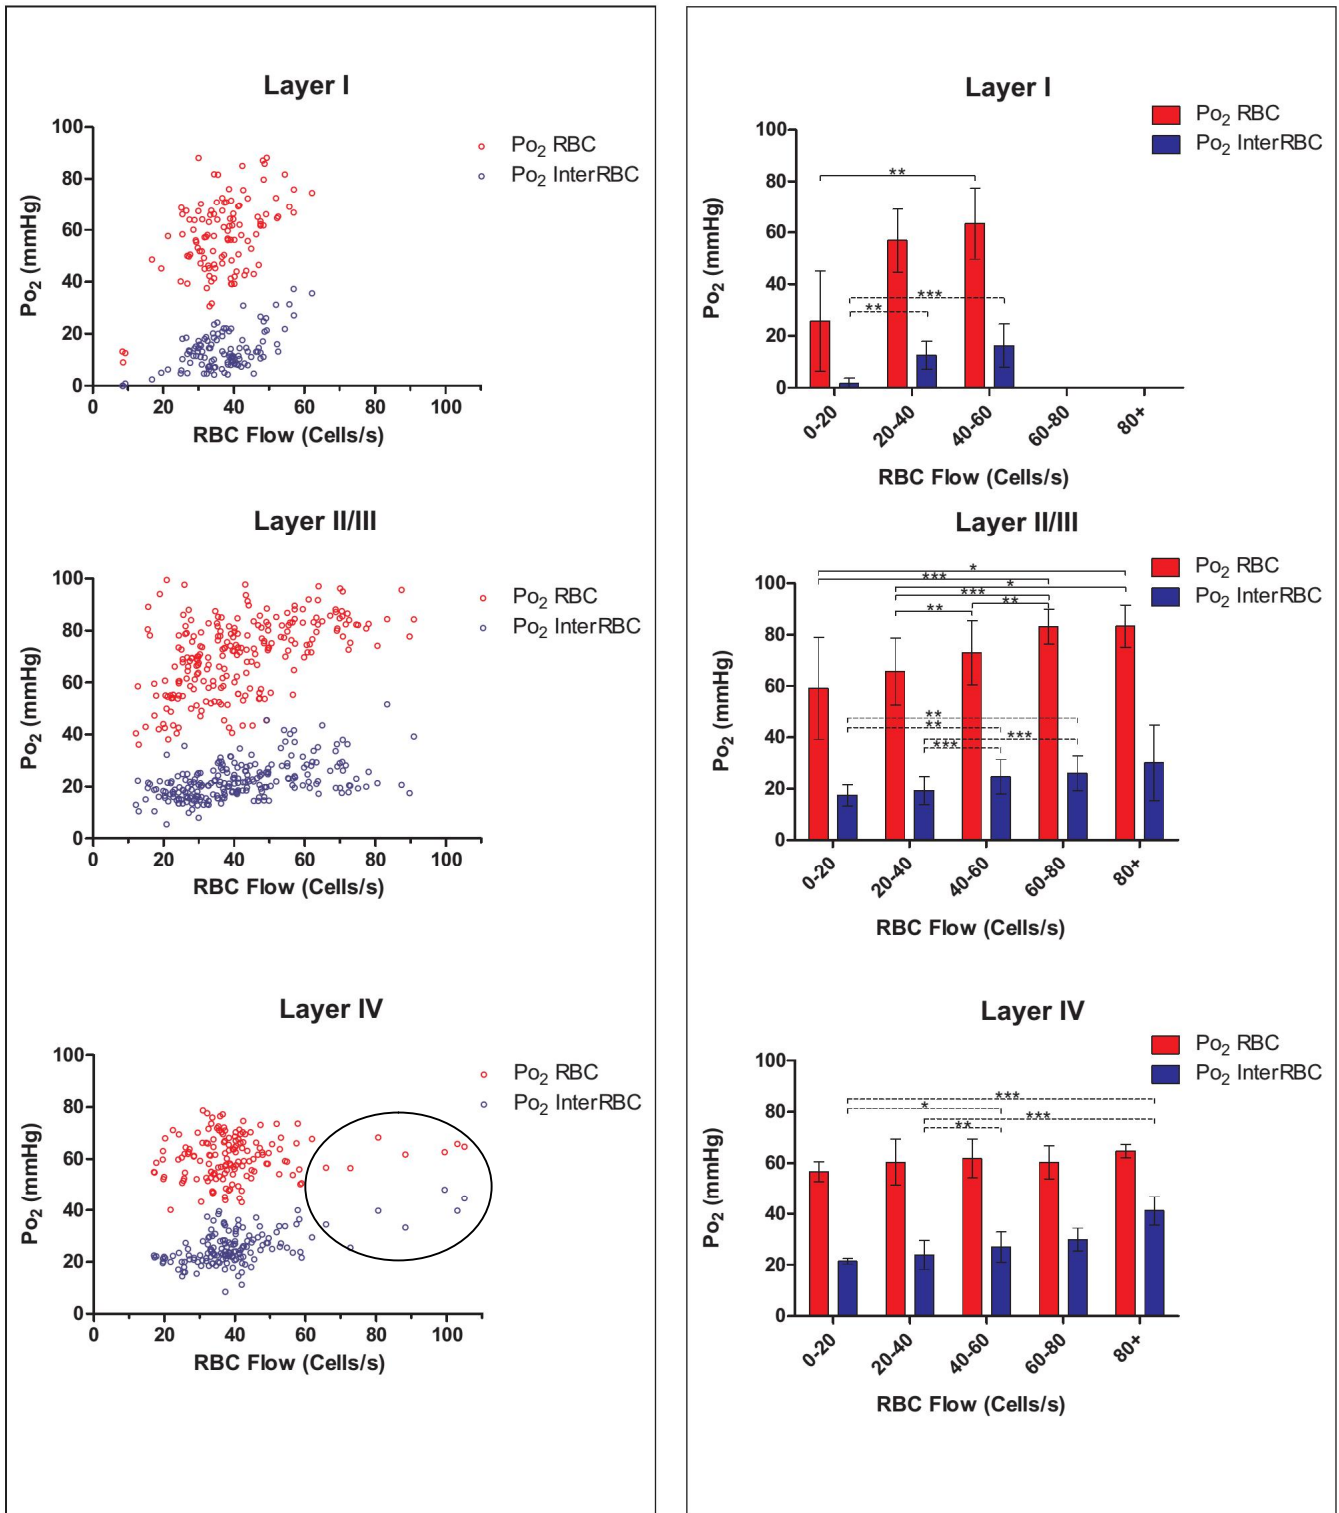 Layer I
Po2 RBC
Po2 InterRBC
100
80
60
40
20
0
Po2 (mmHg)
0 20 40 60 80 100
RBC Flow (Cells/s)
Layer II/III
Po2 RBC
Po2 InterRBC
100
80
60
40
20
0
Po2 (mmHg)
0 20 40 60 80 100
RBC Flow (Cells/s)
Layer IV
Po2 RBC
Po2 InterRBC
100
80
60
40
20
0
Po2 (mmHg)
0 20 40 60 80 100
RBC Flow (Cells/s)
Layer I
Po2 RBC
Po2 InterRBC
100
80
60
40
20
0
Po2 (mmHg)
**
***
**
0-20 20-40 40-60 60-80 80+
RBC Flow (Cells/s)
Layer II/III
Po2 RBC
Po2 InterRBC
100
80
60
40
20
0
Po2 (mmHg)
*
***
*
***
**
**
**
**
***
***
0-20 20-40 40-60 60-80 80+
RBC Flow (Cells/s)
Layer IV
Po2 RBC
Po2 InterRBC
100
80
60
40
20
0
Po2 (mmHg)
***
*
***
**
0-20 20-40 40-60 60-80 80+
RBC Flow (Cells/s)